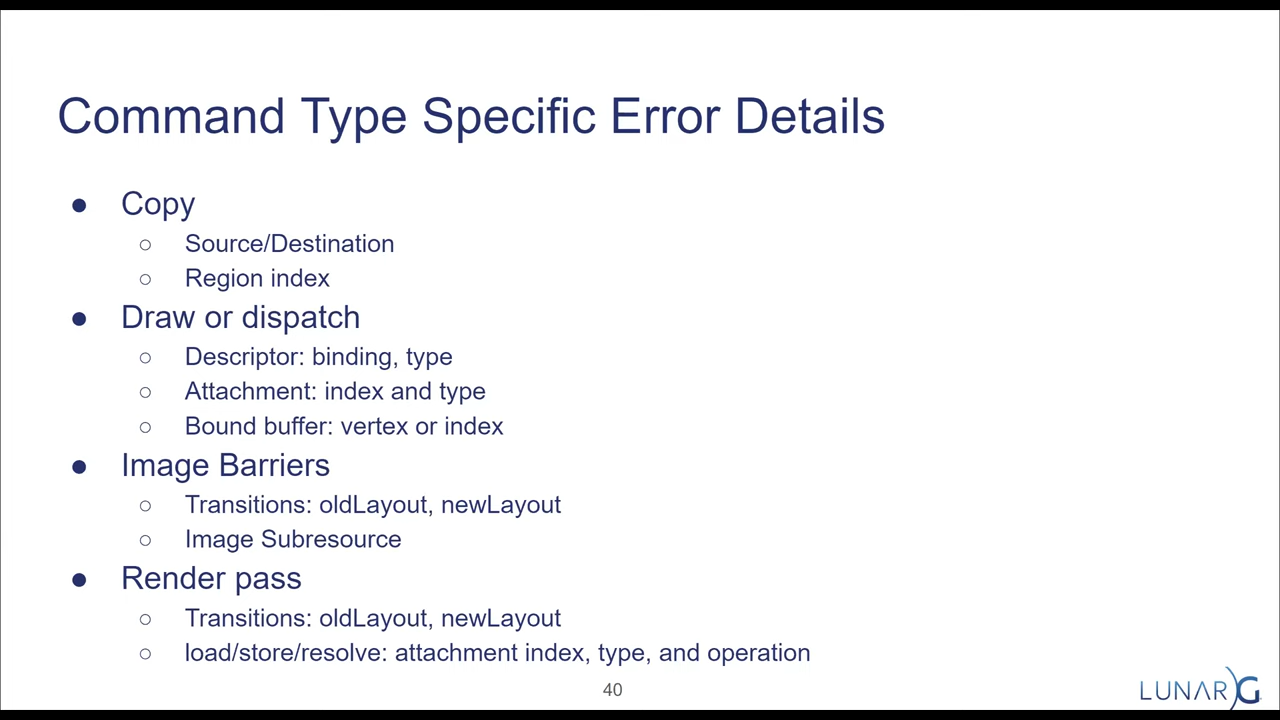 Command Type Specific Error Details
● Copy
○ Source/Destination
○ Region index
● Draw or dispatch
○ Descriptor: binding, type
○ Attachment: index and type
○ Bound buffer: vertex or index
● Image Barriers
○ Transitions: oldLayout, newLayout
○ Image Subresource
● Render pass
○ Transitions: oldLayout, newLayout
○ load/store/resolve: attachment index, type, and operation
40
LUNAR G